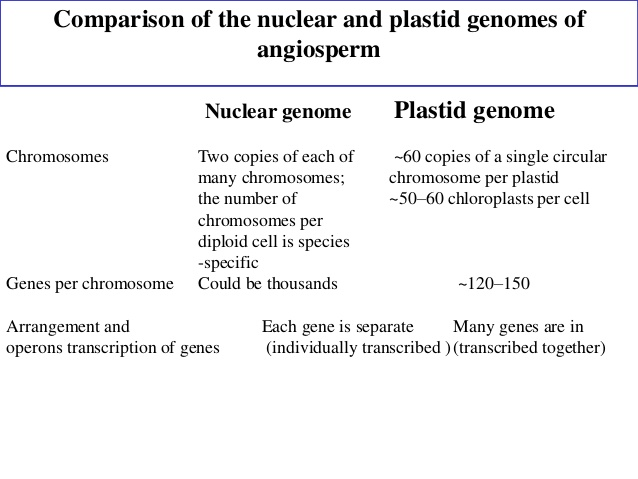 Comparison of the nuclear and plastid genomes of
angiosperm
Nuclear genome Plastid genome
Chromosomes Two copies of each of ~60 copies of a single circular
many chromosomes; chromosome per plastid
the number of ~50–60 chloroplasts per cell
chromosomes per
diploid cell is species
-specific
Genes per chromosome Could be thousands ~120–150
Arrangement and Each gene is separate Many genes are in
operons transcription of genes (individually transcribed ) (transcribed together)